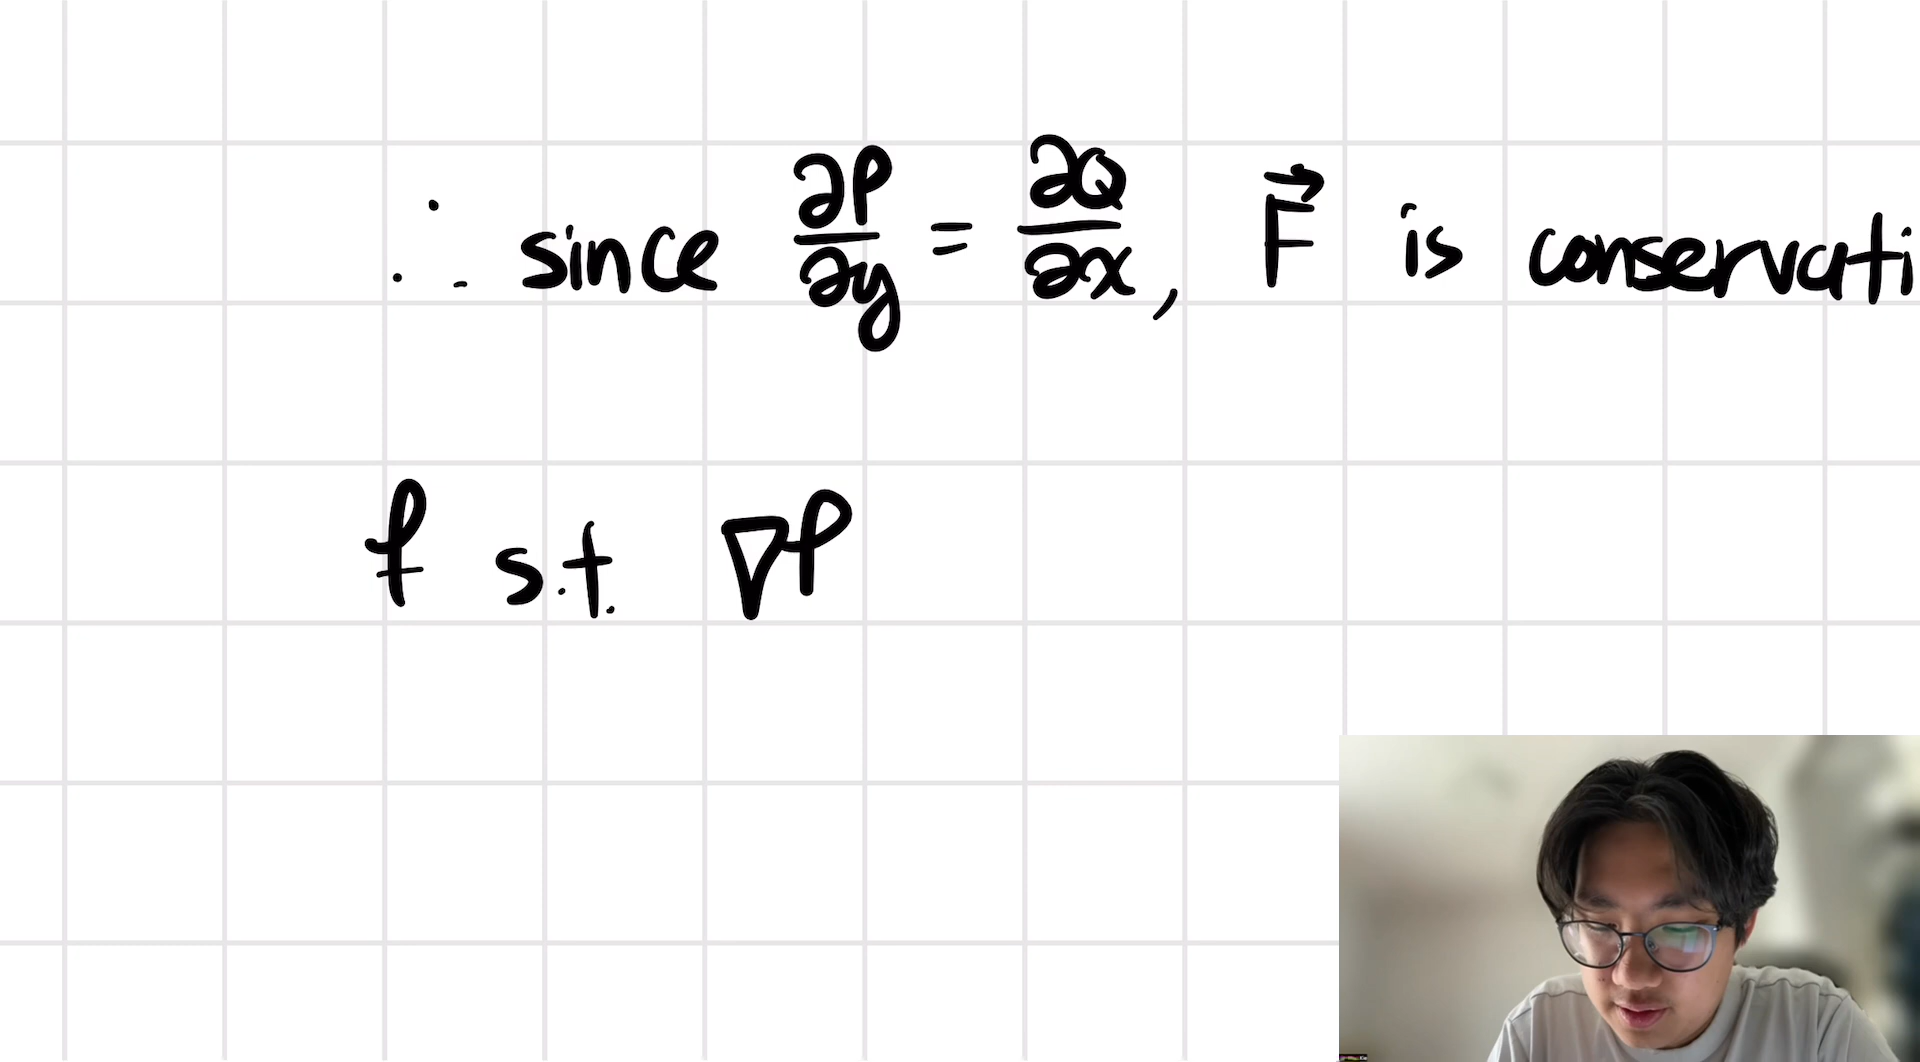 ∴ since ∂P/∂y = ∂Q/∂x, F⃗ is conservati
f s.t. ∇f